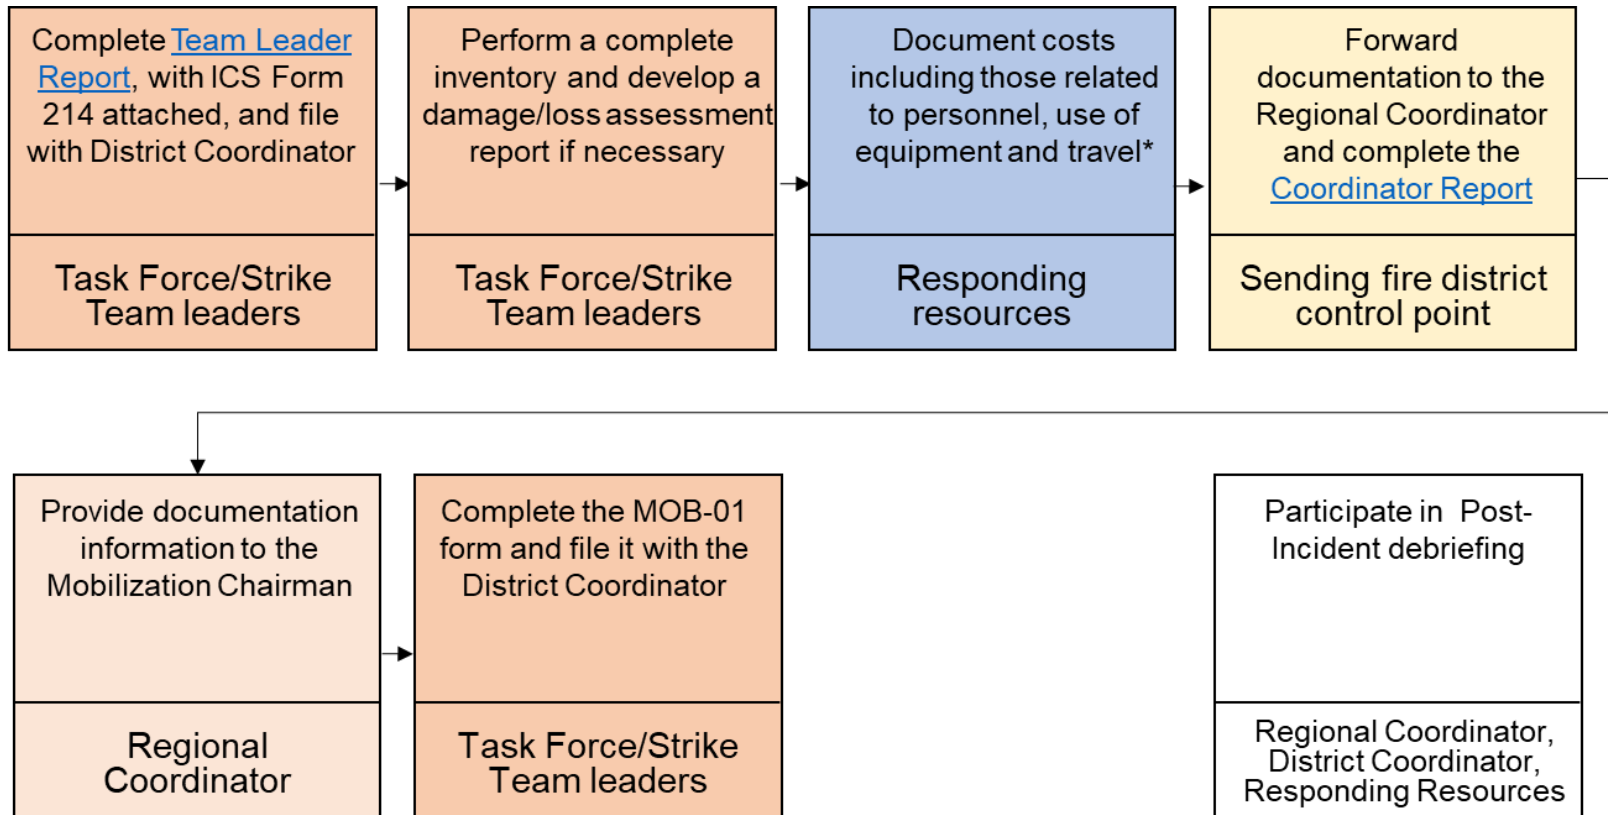 Complete Team Leader
Report, with ICS Form
214 attached, and file
with District Coordinator
Task Force/Strike
Team leaders
Perform a complete
inventory and develop a
damage/loss assessment
report if necessary
Task Force/Strike
Team leaders
Document costs
including those related
to personnel, use of
equipment and travel*
Responding
resources
Forward
documentation to the
Regional Coordinator
and complete the
Coordinator Report
Sending fire district
control point
Provide documentation
information to the
Mobilization Chairman
Regional
Coordinator
Complete the MOB-01
form and file it with the
District Coordinator
Task Force/Strike
Team leaders
Participate in Post-
Incident debriefing
Regional Coordinator,
District Coordinator,
Responding Resources